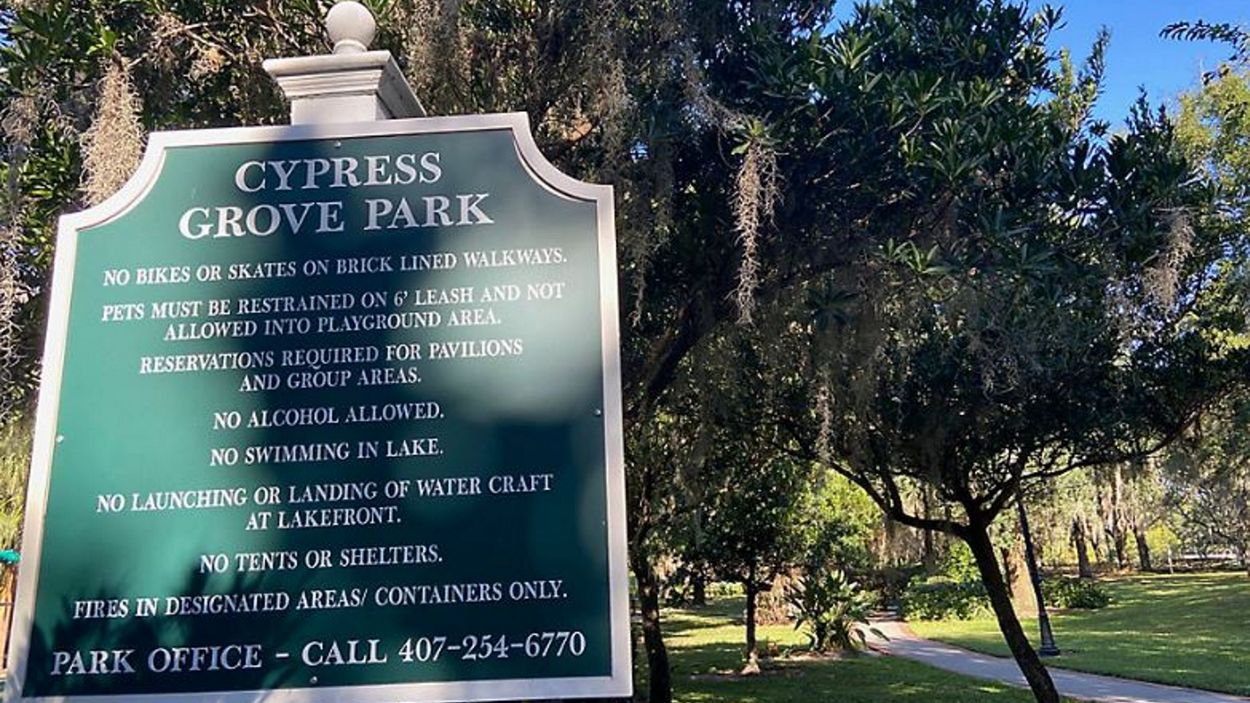 CYPRESS
GROVE PARK
NO BIKES OR SKATES ON BRICK LINED WALKWAYS.
PETS MUST BE RESTRAINED ON 6' LEASH AND NOT
ALLOWED INTO PLAYGROUND AREA.
RESERVATIONS REQUIRED FOR PAVILIONS
AND GROUP AREAS.
NO ALCOHOL ALLOWED.
NO SWIMMING IN LAKE.
NO LAUNCHING OR LANDING OF WATER CRAFT
AT LAKEFRONT.
NO TENTS OR SHELTERS.
FIRES IN DESIGNATED AREAS/ CONTAINERS ONLY.
PARK OFFICE - CALL 407-254-6770